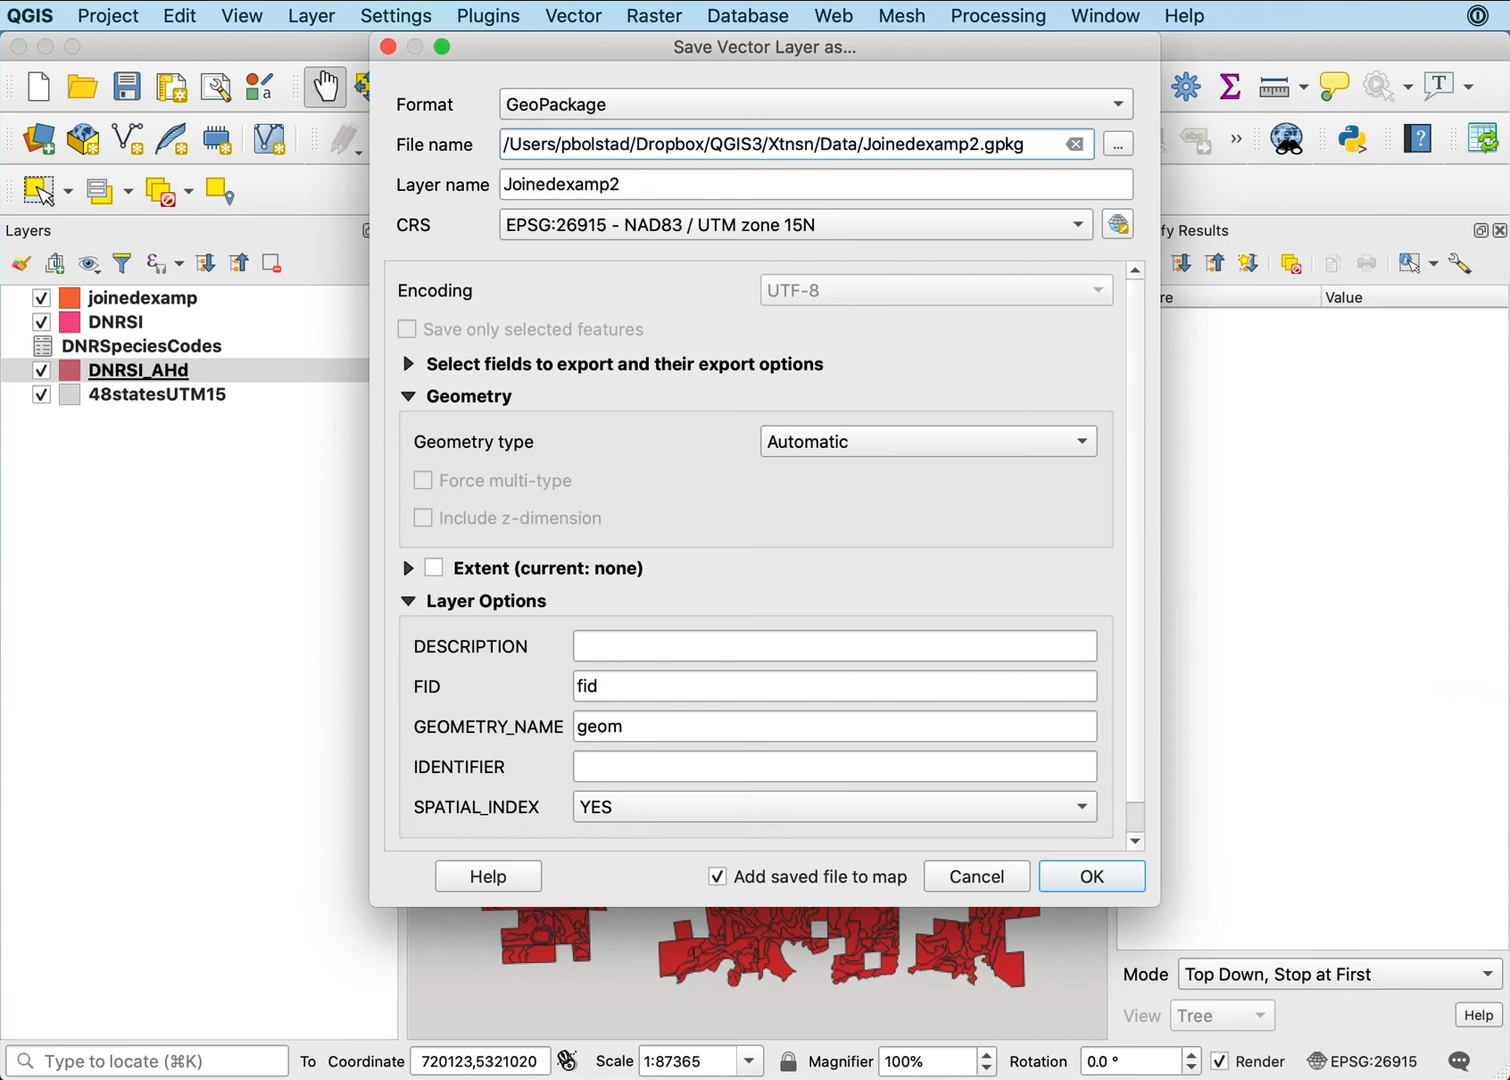 QGIS Project Edit View Layer Settings Plugins Vector Raster Database Web Mesh Processing Window Help
Save Vector Layer as...
Format GeoPackage
File name /Users/pbolstad/Dropbox/QGIS3/Xtnsn/Data/Joinedexamp2.gpkg ...
Layer name Joinedexamp2
CRS EPSG:26915 - NAD83 / UTM zone 15N
Layers
joinedexamp
DNRSI
DNRSpeciesCodes
DNRSI_AHd
48statesUTM15
Encoding UTF-8
Save only selected features
Select fields to export and their export options
Geometry
Geometry type Automatic
Force multi-type
Include z-dimension
Extent (current: none)
Layer Options
DESCRIPTION
FID fid
GEOMETRY_NAME geom
IDENTIFIER
SPATIAL_INDEX YES
Help Add saved file to map Cancel OK
fy Results
re Value
Mode Top Down, Stop at First
View Tree Help
Type to locate (⌘K) To Coordinate 720123,5321020 Scale 1:87365 Magnifier 100% Rotation 0.0 ° Render EPSG:26915